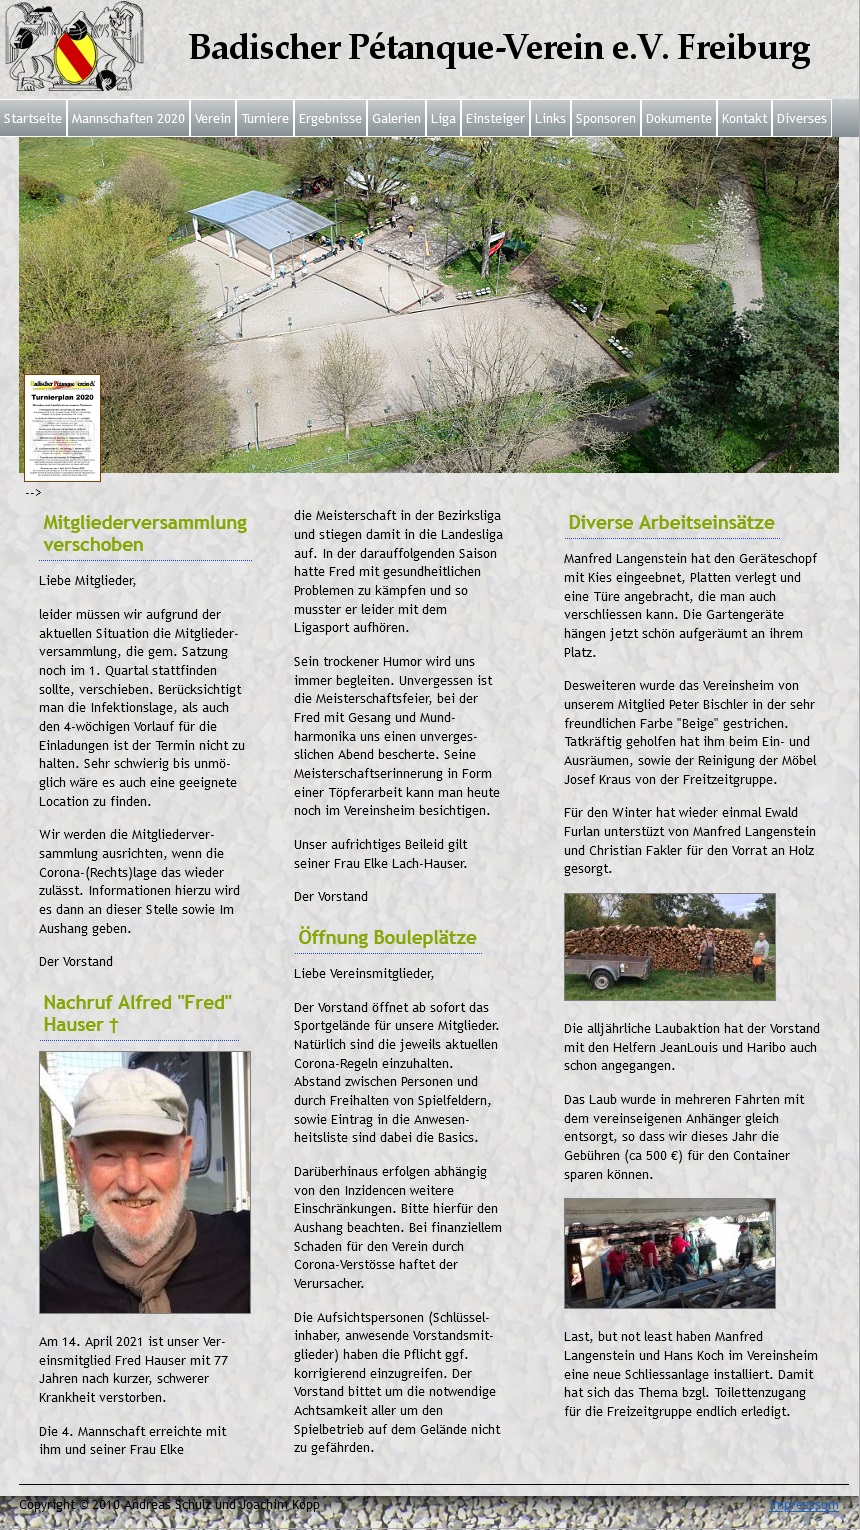 Badischer Pétanque-Verein e.V. Freiburg
Startseite Mannschaften 2020 Verein Turniere Ergebnisse Galerien Liga Einsteiger Links Sponsoren Dokumente Kontakt Diverses
Badischer Pétanque Verein e.V.
Turnierplan 2020
-->
Mitgliederversammlung
verschoben
Liebe Mitglieder,
leider müssen wir aufgrund der
aktuellen Situation die Mitglieder-
versammlung, die gem. Satzung
noch im 1. Quartal stattfinden
sollte, verschieben. Berücksichtigt
man die Infektionslage, als auch
den 4-wöchigen Vorlauf für die
Einladungen ist der Termin nicht zu
halten. Sehr schwierig bis unmö-
glich wäre es auch eine geeignete
Location zu finden.
Wir werden die Mitgliederver-
sammlung ausrichten, wenn die
Corona-(Rechts)lage das wieder
zulässt. Informationen hierzu wird
es dann an dieser Stelle sowie Im
Aushang geben.
Der Vorstand
Nachruf Alfred "Fred"
Hauser †
Am 14. April 2021 ist unser Ver-
einsmitglied Fred Hauser mit 77
Jahren nach kurzer, schwerer
Krankheit verstorben.
Die 4. Mannschaft erreichte mit
ihm und seiner Frau Elke
die Meisterschaft in der Bezirksliga
und stiegen damit in die Landesliga
auf. In der darauffolgenden Saison
hatte Fred mit gesundheitlichen
Problemen zu kämpfen und so
musster er leider mit dem
Ligasport aufhören.
Sein trockener Humor wird uns
immer begleiten. Unvergessen ist
die Meisterschaftsfeier, bei der
Fred mit Gesang und Mund-
harmonika uns einen unverges-
slichen Abend bescherte. Seine
Meisterschaftserinnerung in Form
einer Töpferarbeit kann man heute
noch im Vereinsheim besichtigen.
Unser aufrichtiges Beileid gilt
seiner Frau Elke Lach-Hauser.
Der Vorstand
Öffnung Bouleplätze
Liebe Vereinsmitglieder,
Der Vorstand öffnet ab sofort das
Sportgelände für unsere Mitglieder.
Natürlich sind die jeweils aktuellen
Corona-Regeln einzuhalten.
Abstand zwischen Personen und
durch Freihalten von Spielfeldern,
sowie Eintrag in die Anwesen-
heitsliste sind dabei die Basics.
Darüberhinaus erfolgen abhängig
von den Inzidencen weitere
Einschränkungen. Bitte hierfür den
Aushang beachten. Bei finanziellem
Schaden für den Verein durch
Corona-Verstösse haftet der
Verursacher.
Die Aufsichtspersonen (Schlüssel-
inhaber, anwesende Vorstandsmit-
glieder) haben die Pflicht ggf.
korrigierend einzugreifen. Der
Vorstand bittet um die notwendige
Achtsamkeit aller um den
Spielbetrieb auf dem Gelände nicht
zu gefährden.
Diverse Arbeitseinsätze
Manfred Langenstein hat den Geräteschopf
mit Kies eingeebnet, Platten verlegt und
eine Türe angebracht, die man auch
verschliessen kann. Die Gartengeräte
hängen jetzt schön aufgeräumt an ihrem
Platz.
Desweiteren wurde das Vereinsheim von
unserem Mitglied Peter Bischler in der sehr
freundlichen Farbe "Beige" gestrichen.
Tatkräftig geholfen hat ihm beim Ein- und
Ausräumen, sowie der Reinigung der Möbel
Josef Kraus von der Freitzeitgruppe.
Für den Winter hat wieder einmal Ewald
Furlan unterstüzt von Manfred Langenstein
und Christian Fakler für den Vorrat an Holz
gesorgt.
Die alljährliche Laubaktion hat der Vorstand
mit den Helfern JeanLouis und Haribo auch
schon angegangen.
Das Laub wurde in mehreren Fahrten mit
dem vereinseigenen Anhänger gleich
entsorgt, so dass wir dieses Jahr die
Gebühren (ca 500 €) für den Container
sparen können.
Last, but not least haben Manfred
Langenstein und Hans Koch im Vereinsheim
eine neue Schliessanlage installiert. Damit
hat sich das Thema bzgl. Toilettenzugang
für die Freizeitgruppe endlich erledigt.
Copyright © 2010 Andreas Schulz und Joachim Kopp
Impresssum